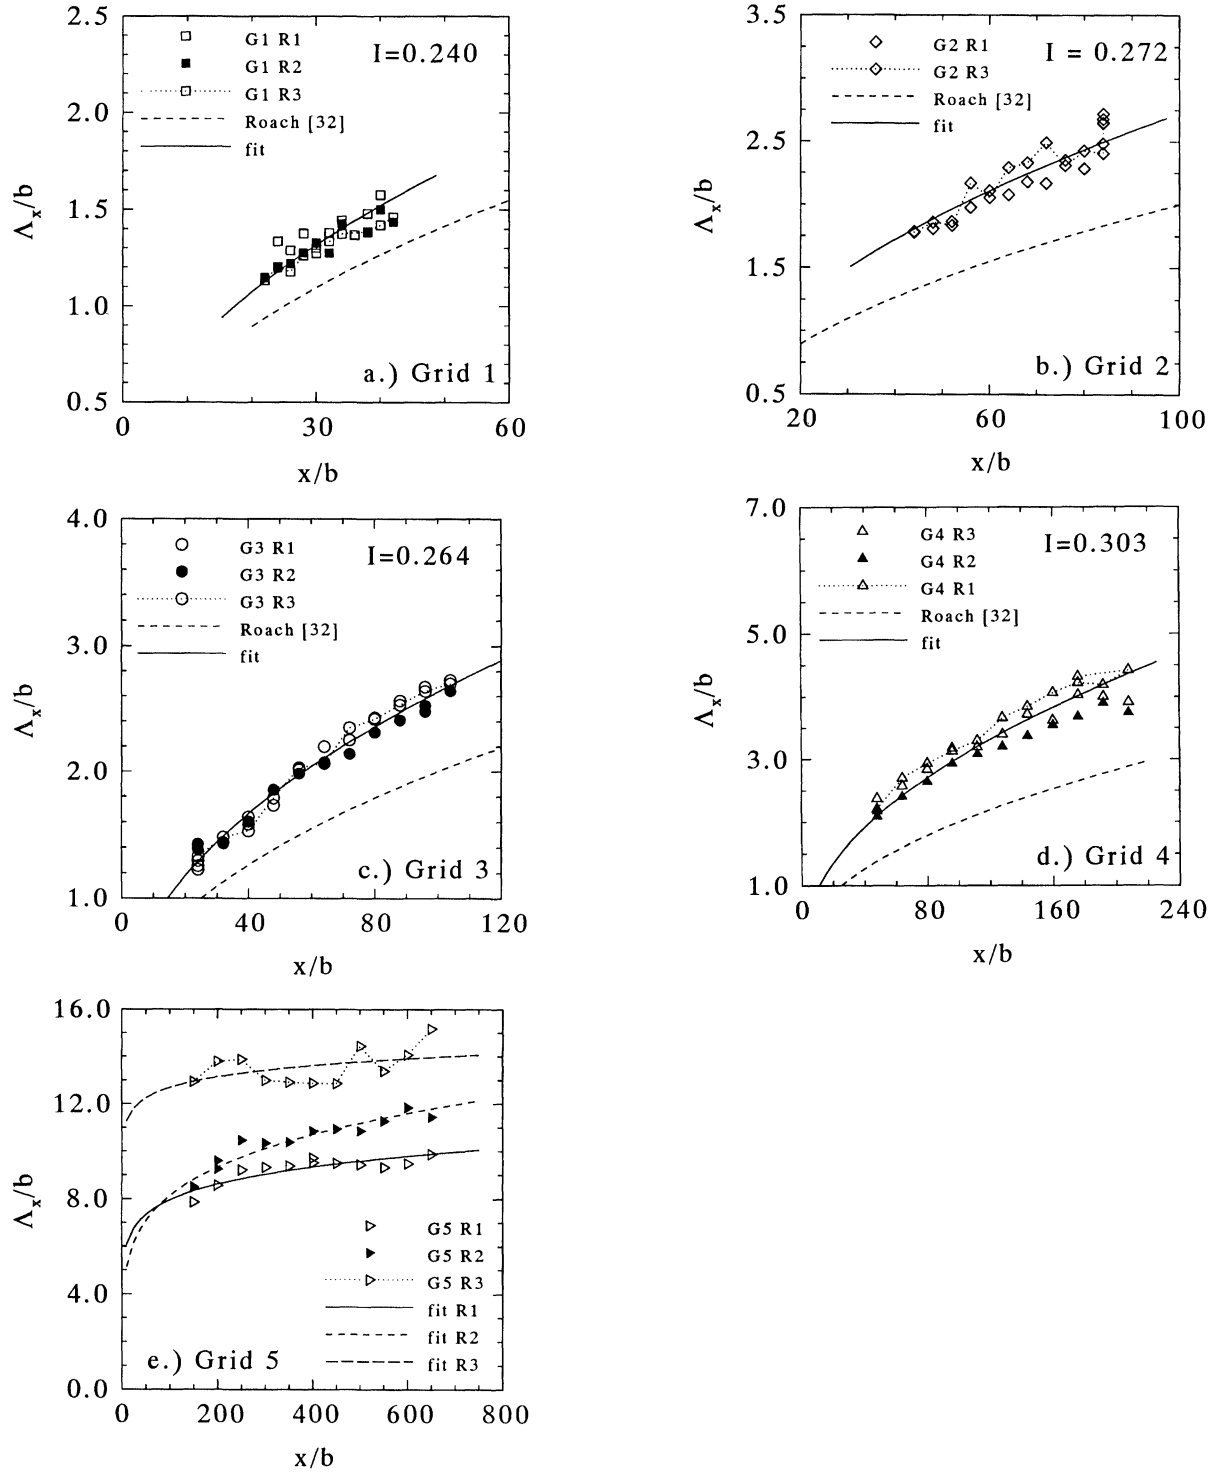 2.5
G1 R1
I=0.240
G1 R2
G1 R3
2.0
Roach [32]
fit
Λx/b
1.5
1.0
a.) Grid 1
0.5
0 30 60
x/b
3.5
G2 R1
I = 0.272
G2 R3
Roach [32]
fit
2.5
Λx/b
1.5
b.) Grid 2
0.5
20 60 100
x/b
4.0
G3 R1
I=0.264
G3 R2
G3 R3
Roach [32]
3.0
fit
Λx/b
2.0
c.) Grid 3
1.0
0 40 80 120
x/b
7.0
G4 R3
I=0.303
G4 R2
G4 R1
Roach [32]
5.0
fit
Λx/b
3.0
d.) Grid 4
1.0
0 80 160 240
x/b
16.0
12.0
Λx/b
8.0
G5 R1
G5 R2
G5 R3
4.0
fit R1
fit R2
e.) Grid 5
fit R3
0.0
0 200 400 600 800
x/b